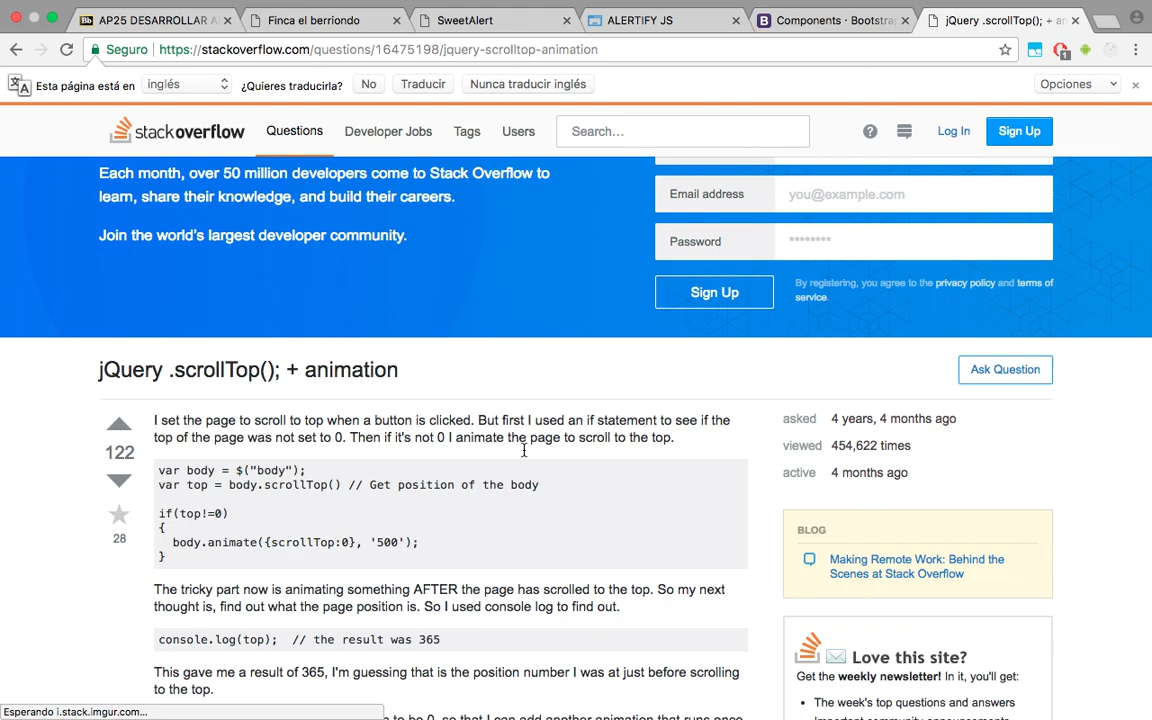 AP25 DESARROLLAR A
Finca el berriondo
SweetAlert
ALERTIFY JS
Components · Bootstra
jQuery .scrollTop(); + an
Seguro
https://stackoverflow.com/questions/16475198/jquery-scrolltop-animation
Esta página está en
inglés
¿Quieres traducirla?
No
Traducir
Nunca traducir inglés
Opciones
stackoverflow
Questions
Developer Jobs
Tags
Users
Search...
Log In
Sign Up
Each month, over 50 million developers come to Stack Overflow to
learn, share their knowledge, and build their careers.
Join the world's largest developer community.
Email address
you@example.com
Password
********
Sign Up
By registering, you agree to the privacy policy and terms of
service.
jQuery .scrollTop(); + animation
Ask Question
122
28
I set the page to scroll to top when a button is clicked. But first I used an if statement to see if the
top of the page was not set to 0. Then if it's not 0 I animate the page to scroll to the top.
var body = $("body");
var top = body.scrollTop() // Get position of the body
if(top!=0)
{
body.animate({scrollTop:0}, '500');
}
The tricky part now is animating something AFTER the page has scrolled to the top. So my next
thought is, find out what the page position is. So I used console log to find out.
console.log(top);  // the result was 365
This gave me a result of 365, I'm guessing that is the position number I was at just before scrolling
to the top.
to be 0, so that I can add another animation that runs once
asked 4 years, 4 months ago
viewed 454,622 times
active 4 months ago
BLOG
Making Remote Work: Behind the
Scenes at Stack Overflow
Love this site?
Get the weekly newsletter! In it, you'll get:
• The week's top questions and answers
Esperando i.stack.imgur.com...